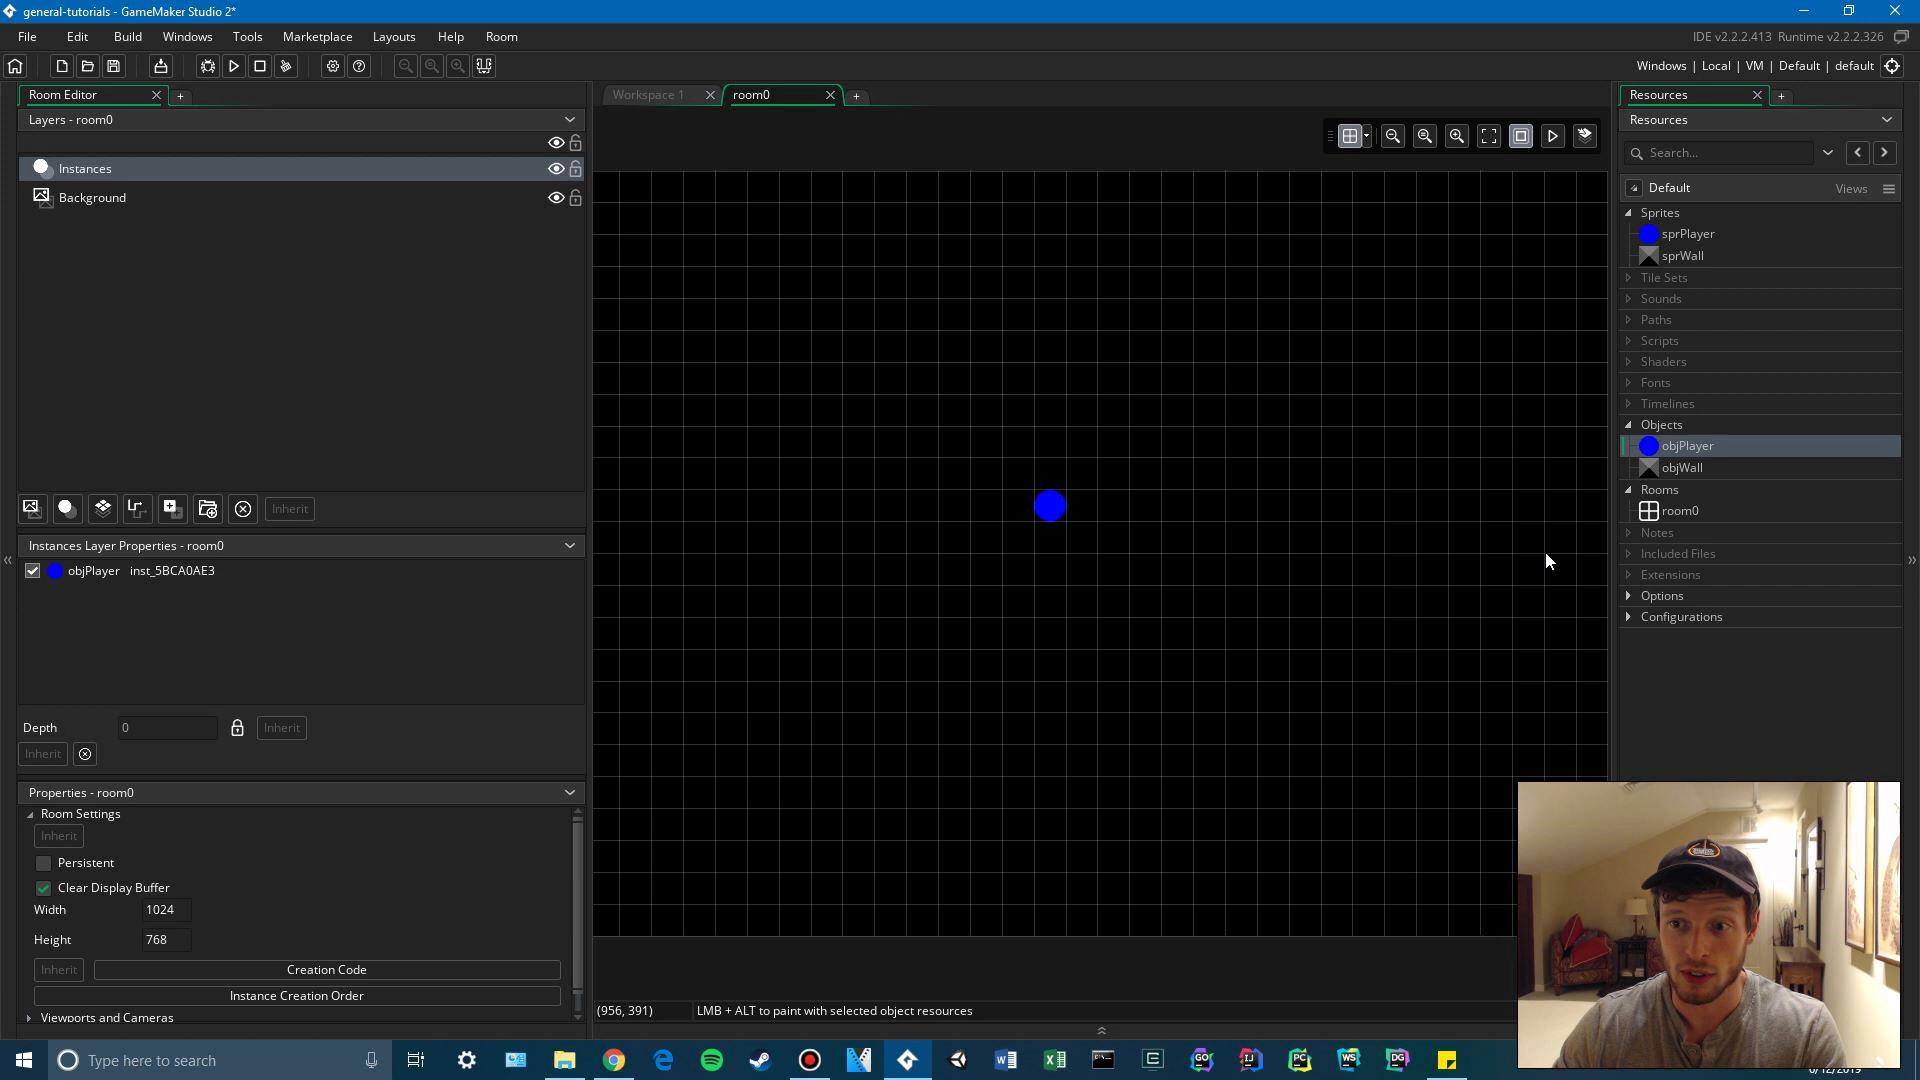 general-tutorials - GameMaker Studio 2*
File Edit Build Windows Tools Marketplace Layouts Help Room
IDE v2.2.2.413 Runtime v2.2.2.326
Windows | Local | VM | Default | default
Room Editor
Layers - room0
Instances
Background
Inherit
Instances Layer Properties - room0
objPlayer inst_5BCA0AE3
Depth 0 Inherit
Inherit
Properties - room0
Room Settings
Inherit
Persistent
Clear Display Buffer
Width 1024
Height 768
Inherit Creation Code
Instance Creation Order
Viewports and Cameras
Workspace 1 room0
(956, 391) LMB + ALT to paint with selected object resources
Resources
Resources
Search...
Default Views
Sprites
sprPlayer
sprWall
Tile Sets
Sounds
Paths
Scripts
Shaders
Fonts
Timelines
Objects
objPlayer
objWall
Rooms
room0
Notes
Included Files
Extensions
Options
Configurations
Type here to search
GO IJ PC WS DG